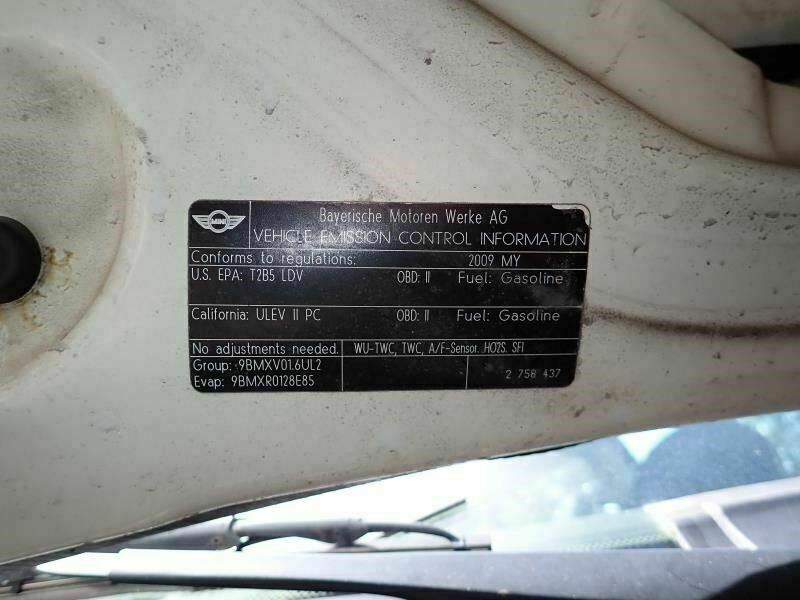 MINI
Bayerische Motoren Werke AG
VEHICLE EMISSION CONTROL INFORMATION
Conforms to regulations: 2009 MY
U.S. EPA: T2B5 LDV OBD: II Fuel: Gasoline
California: ULEV II PC OBD: II Fuel: Gasoline
No adjustments needed. WU-TWC, TWC, A/F-Sensor, HO2S, SFI
Group: 9BMXV01.6UL2
Evap: 9BMXR0128E85 2 758 437